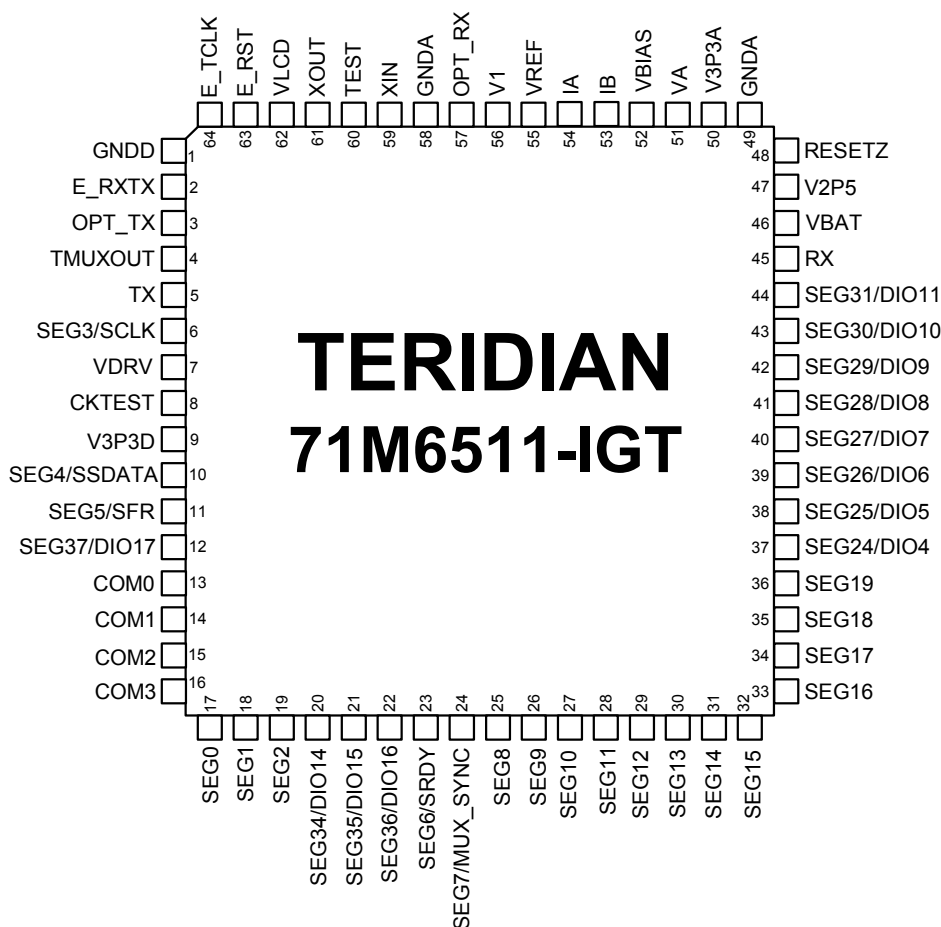 E_TCLK
E_RST
VLCD
XOUT
TEST
XIN
GNDA
OPT_RX
V1
VREF
IA
IB
VBIAS
VA
V3P3A
GNDA
64
63
62
61
60
59
58
57
56
55
54
53
52
51
50
49
GNDD 1
E_RXTX 2
OPT_TX 3
TMUXOUT 4
TX 5
SEG3/SCLK 6
VDRV 7
CKTEST 8
V3P3D 9
SEG4/SSDATA 10
SEG5/SFR 11
SEG37/DIO17 12
COM0 13
COM1 14
COM2 15
COM3 16
TERIDIAN
71M6511-IGT
48 RESETZ
47 V2P5
46 VBAT
45 RX
44 SEG31/DIO11
43 SEG30/DIO10
42 SEG29/DIO9
41 SEG28/DIO8
40 SEG27/DIO7
39 SEG26/DIO6
38 SEG25/DIO5
37 SEG24/DIO4
36 SEG19
35 SEG18
34 SEG17
33 SEG16
17
18
19
20
21
22
23
24
25
26
27
28
29
30
31
32
SEG0
SEG1
SEG2
SEG34/DIO14
SEG35/DIO15
SEG36/DIO16
SEG6/SRDY
SEG7/MUX_SYNC
SEG8
SEG9
SEG10
SEG11
SEG12
SEG13
SEG14
SEG15